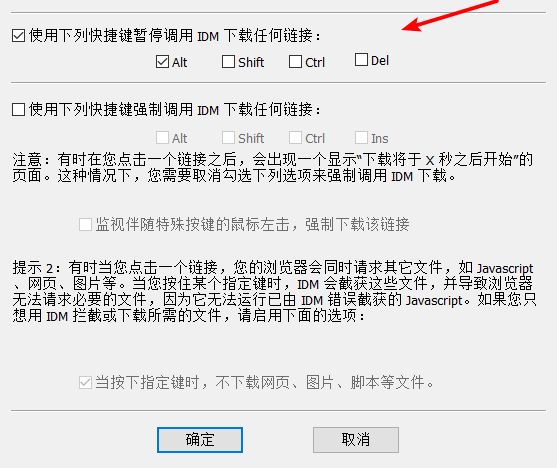 使用下列快捷键暂停调用 IDM 下载任何链接：
Alt Shift Ctrl Del
使用下列快捷键强制调用 IDM 下载任何链接：
Alt Shift Ctrl Ins
注意：有时在您点击一个链接之后，会出现一个显示“下载将于 X 秒之后开始”的
页面。这种情况下，您需要取消勾选下列选项来强制调用 IDM 下载。
监视伴随特殊按键的鼠标左击，强制下载该链接
提示 2：有时当您点击一个链接，您的浏览器会同时请求其它文件，如 Javascript
、网页、图片等。当您按住某个指定键时，IDM 会截获这些文件，并导致浏览器
无法请求必要的文件，因为它无法运行已由 IDM 错误截获的 Javascript。如果您只
想用 IDM 拦截或下载所需的文件，请启用下面的选项：
当按下指定键时，不下载网页、图片、脚本等文件。
确定 取消